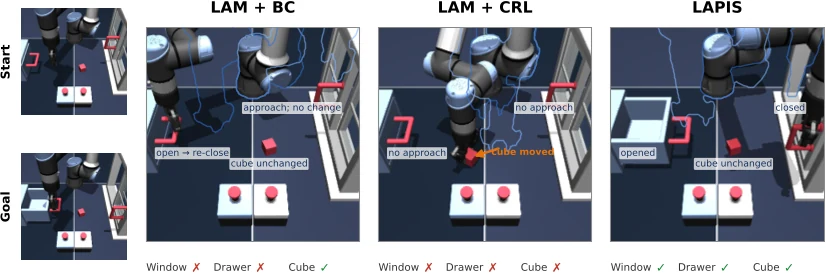 LAM + BC
LAM + CRL
LAPIS
Start
Goal
approach; no change
open → re-close
cube unchanged
no approach
no approach
cube moved
closed
opened
cube unchanged
Window ✗ Drawer ✗ Cube ✓
Window ✗ Drawer ✗ Cube ✗
Window ✓ Drawer ✓ Cube ✓